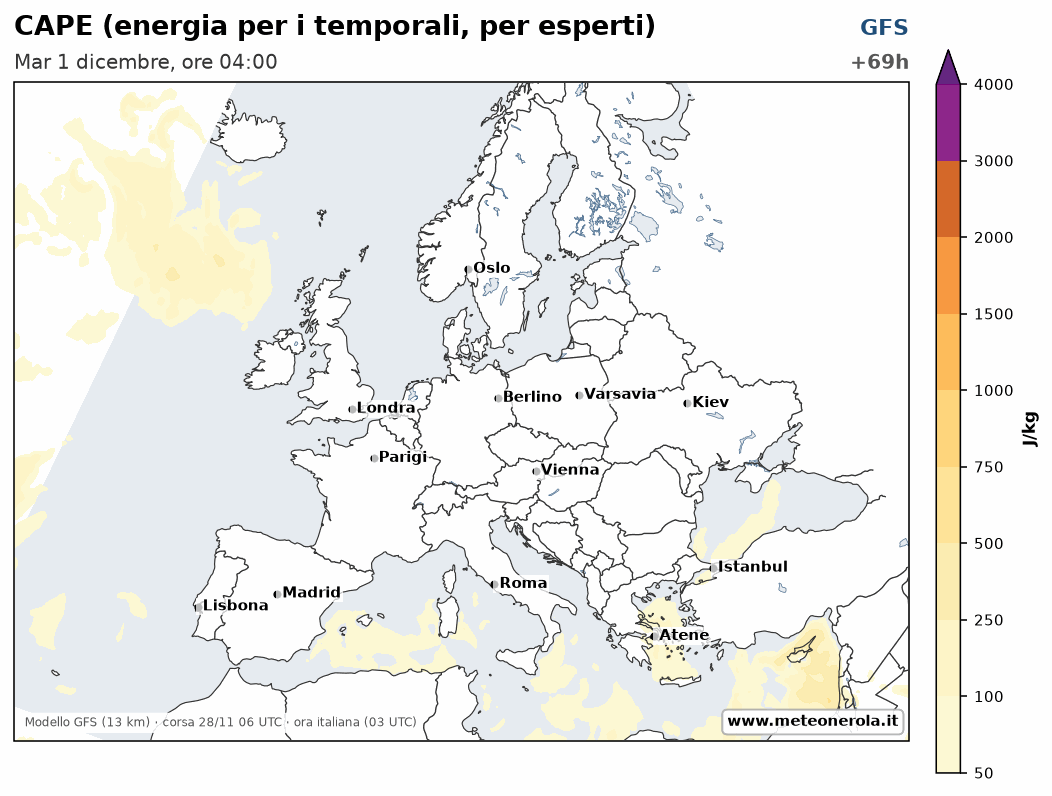 CAPE (energia per i temporali, per esperti)
GFS
Mar 1 dicembre, ore 04:00
+69h
4000
3000
2000
1500
1000
750
500
250
100
50
J/kg
Oslo
Londra
Berlino
Varsavia
Kiev
Parigi
Vienna
Istanbul
Roma
Madrid
Lisbona
Atene
Modello GFS (13 km) · corsa 28/11 06 UTC · ora italiana (03 UTC)
www.meteonerola.it